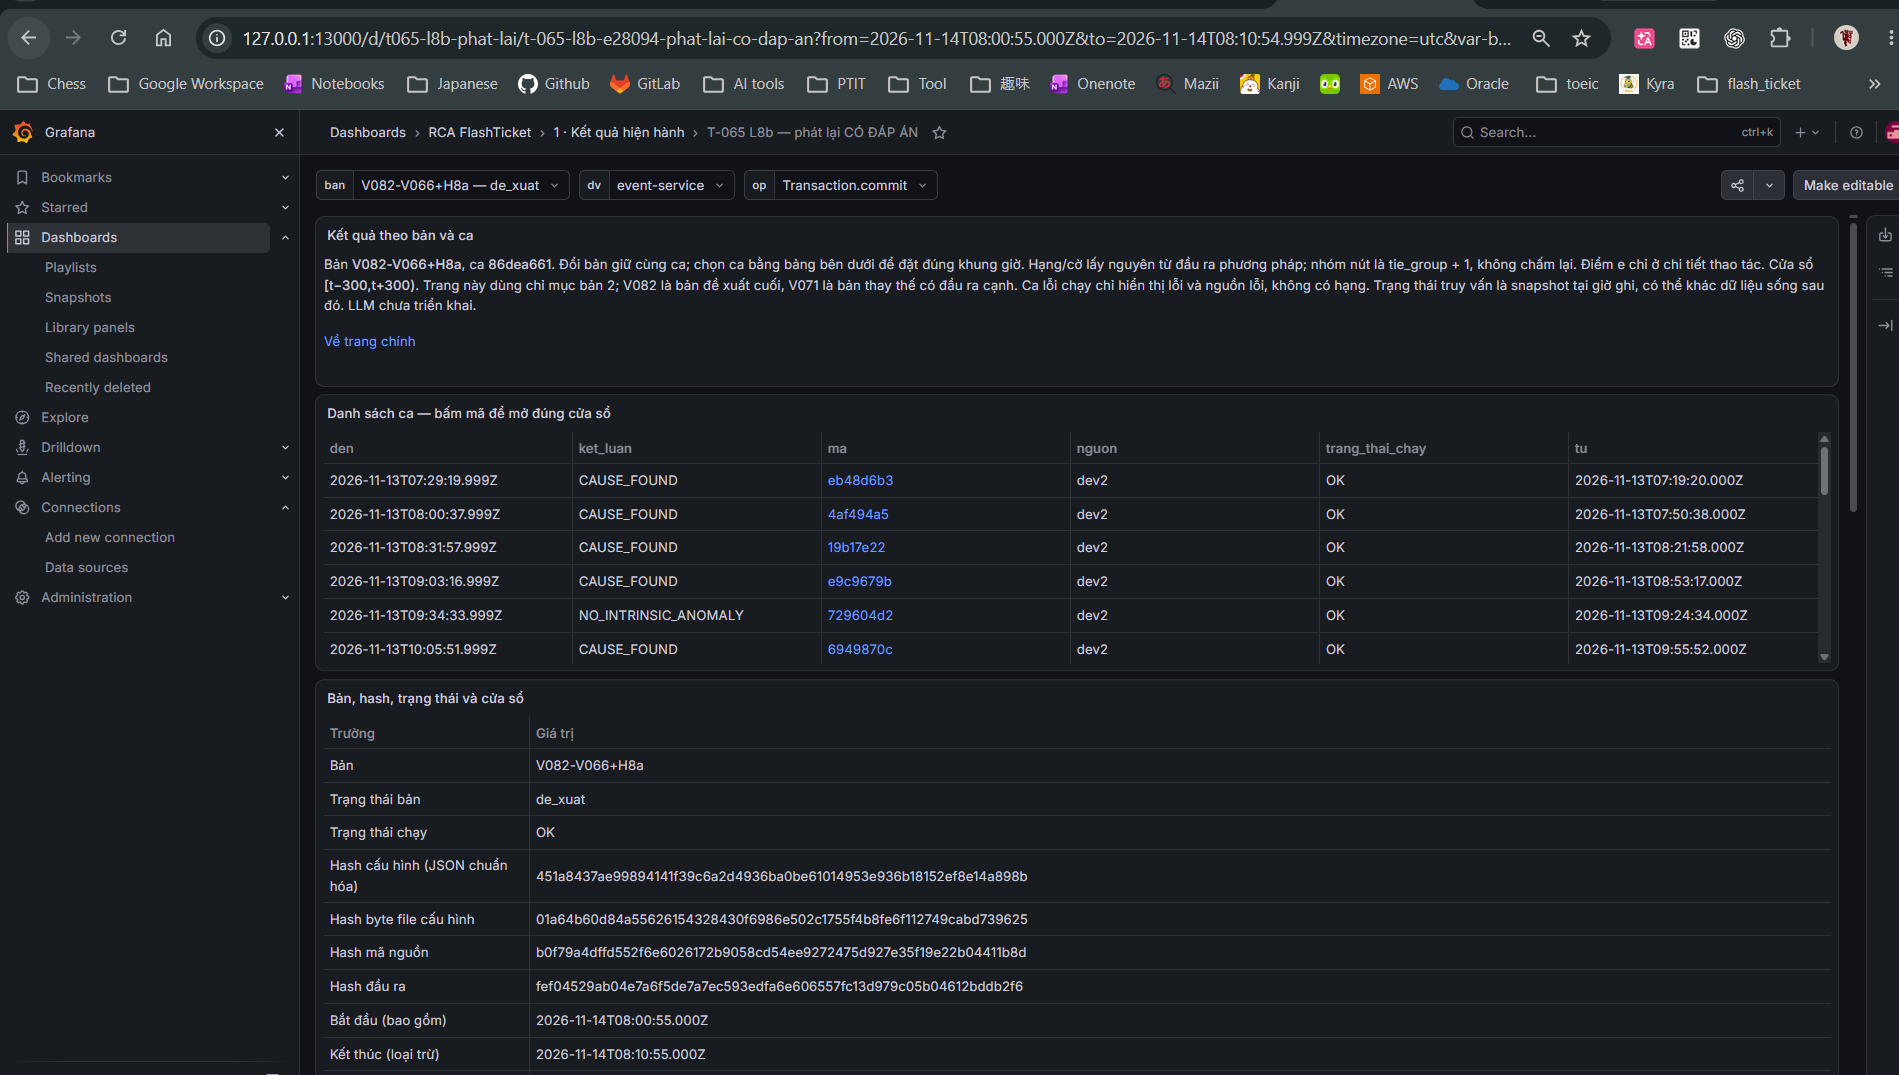 127.0.0.1:13000/d/t065-l8b-phat-lai/t-065-l8b-e28094-phat-lai-co-dap-an?from=2026-11-14T08:00:55.000Z&to=2026-11-14T08:10:54.999Z&timezone=utc&var-b...
Chess Google Workspace Notebooks Japanese Github GitLab AI tools PTIT Tool 趣味 Onenote Mazii Kanji AWS Oracle toeic Kyra flash_ticket
Grafana
Dashboards › RCA FlashTicket › 1 · Kết quả hiện hành › T-065 L8b — phát lại CÓ ĐÁP ÁN
Search... ctrl+k
Bookmarks
Starred
Dashboards
Playlists
Snapshots
Library panels
Shared dashboards
Recently deleted
Explore
Drilldown
Alerting
Connections
Add new connection
Data sources
Administration
ban V082-V066+H8a — de_xuat dv event-service op Transaction.commit
Make editable
Kết quả theo bản và ca
Bản V082-V066+H8a, ca 86dea661. Đổi bản giữ cùng ca; chọn ca bằng bảng bên dưới để đặt đúng khung giờ. Hạng/cờ lấy nguyên từ đầu ra phương pháp; nhóm nút là tie_group + 1, không chấm lại. Điểm e chỉ ở chi tiết thao tác. Cửa sổ
[t−300,t+300). Trang này dùng chỉ mục bản 2; V082 là bản đề xuất cuối, V071 là bản thay thế có đầu ra cạnh. Ca lỗi chạy chỉ hiển thị lỗi và nguồn lỗi, không có hạng. Trạng thái truy vấn là snapshot tại giờ ghi, có thể khác dữ liệu sống sau
đó. LLM chưa triển khai.
Về trang chính
Danh sách ca — bấm mã để mở đúng cửa sổ
den ket_luan ma nguon trang_thai_chay tu
2026-11-13T07:29:19.999Z CAUSE_FOUND eb48d6b3 dev2 OK 2026-11-13T07:19:20.000Z
2026-11-13T08:00:37.999Z CAUSE_FOUND 4af494a5 dev2 OK 2026-11-13T07:50:38.000Z
2026-11-13T08:31:57.999Z CAUSE_FOUND 19b17e22 dev2 OK 2026-11-13T08:21:58.000Z
2026-11-13T09:03:16.999Z CAUSE_FOUND e9c9679b dev2 OK 2026-11-13T08:53:17.000Z
2026-11-13T09:34:33.999Z NO_INTRINSIC_ANOMALY 729604d2 dev2 OK 2026-11-13T09:24:34.000Z
2026-11-13T10:05:51.999Z CAUSE_FOUND 6949870c dev2 OK 2026-11-13T09:55:52.000Z
Bản, hash, trạng thái và cửa sổ
Trường Giá trị
Bản V082-V066+H8a
Trạng thái bản de_xuat
Trạng thái chạy OK
Hash cấu hình (JSON chuẩn hóa) 451a8437ae99894141f39c6a2d4936ba0be61014953e936b18152ef8e14a898b
Hash byte file cấu hình 01a64b60d84a55626154328430f6986e502c1755f4b8fe6f112749cabd739625
Hash mã nguồn b0f79a4dffd552f6e6026172b9058cd54ee9272475d927e35f19e22b04411b8d
Hash đầu ra fef04529ab04e7a6f5de7a7ec593edfa6e606557fc13d979c05b04612bddb2f6
Bắt đầu (bao gồm) 2026-11-14T08:00:55.000Z
Kết thúc (loại trừ) 2026-11-14T08:10:55.000Z